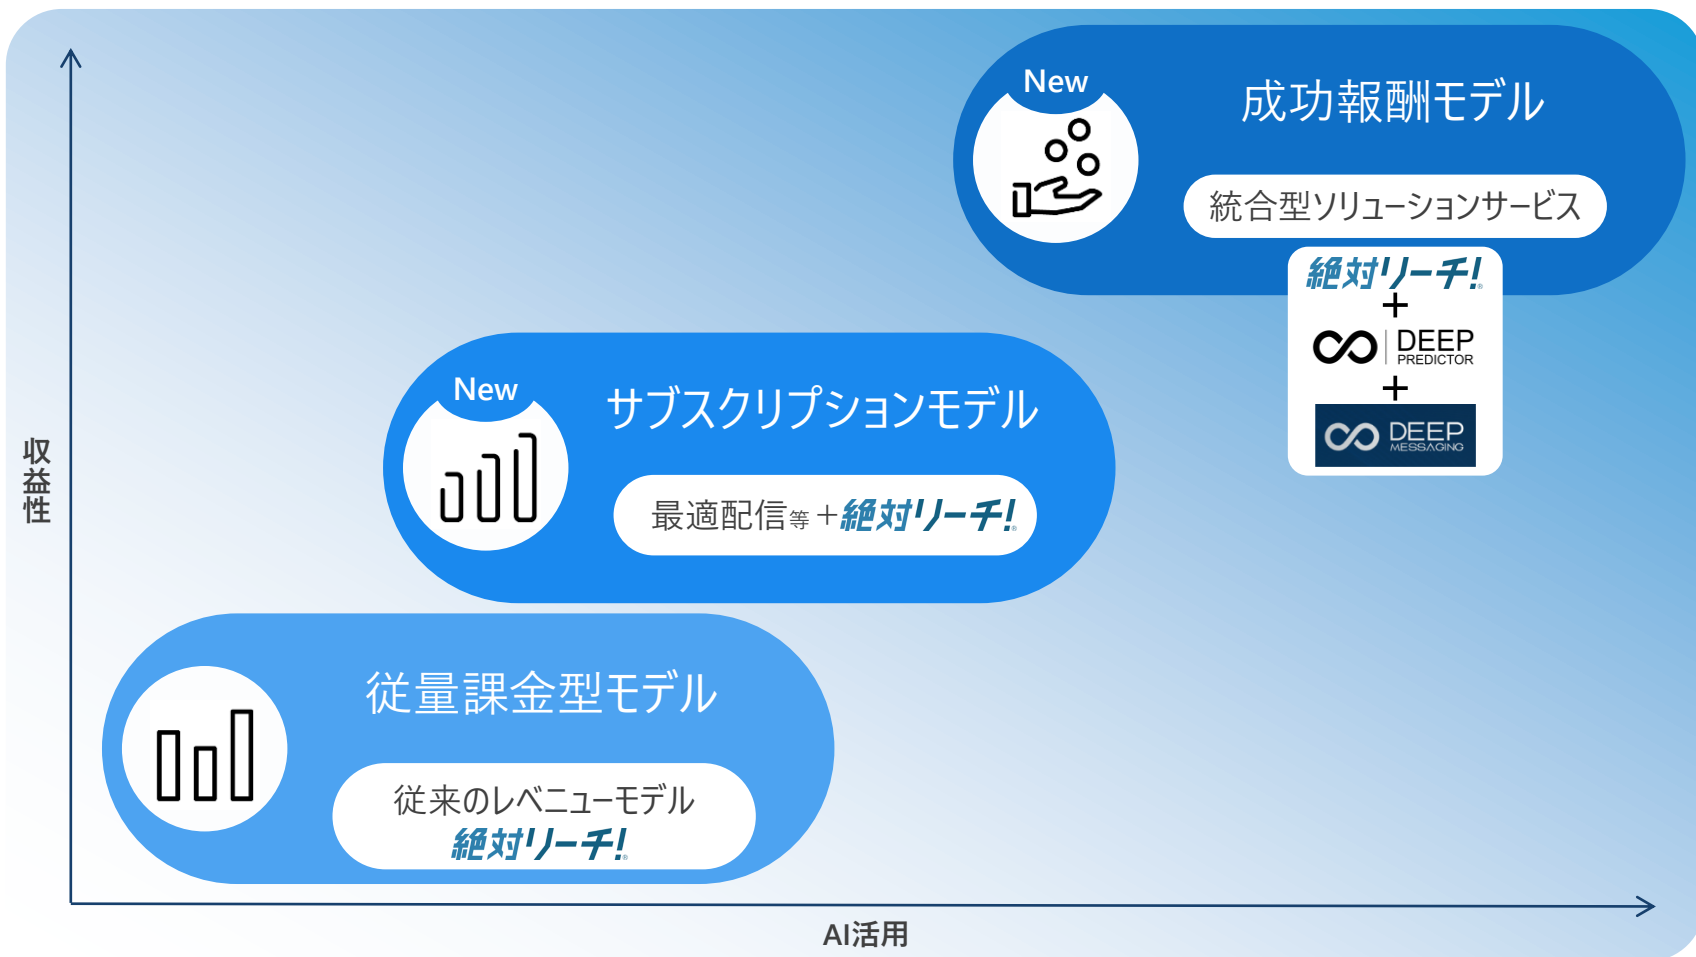 New
成功報酬モデル
統合型ソリューションサービス
絶対リーチ!®
+
DEEP
PREDICTOR
+
DEEP
MESSAGING
New
サブスクリプションモデル
最適配信等+絶対リーチ!®
収益性
従量課金型モデル
従来のレベニューモデル
絶対リーチ!®
AI活用